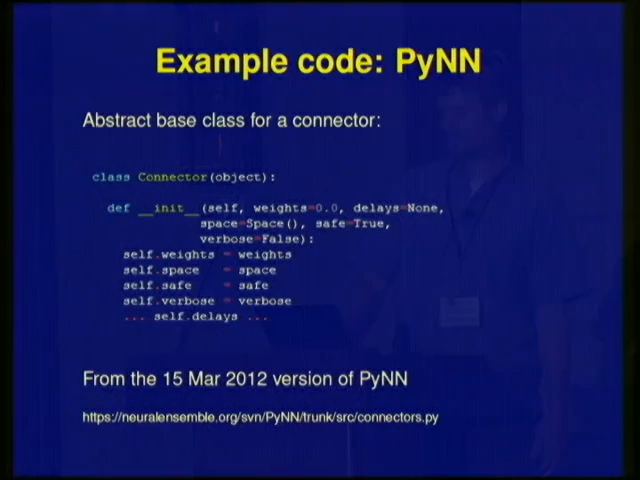 Example code: PyNN
Abstract base class for a connector:
class Connector(object):
def __init__(self, weights=0.0, delays=None,
space=Space(), safe=True,
verbose=False):
self.weights = weights
self.space = space
self.safe = safe
self.verbose = verbose
... self.delays ...
From the 15 Mar 2012 version of PyNN
https://neuralensemble.org/svn/PyNN/trunk/src/connectors.py